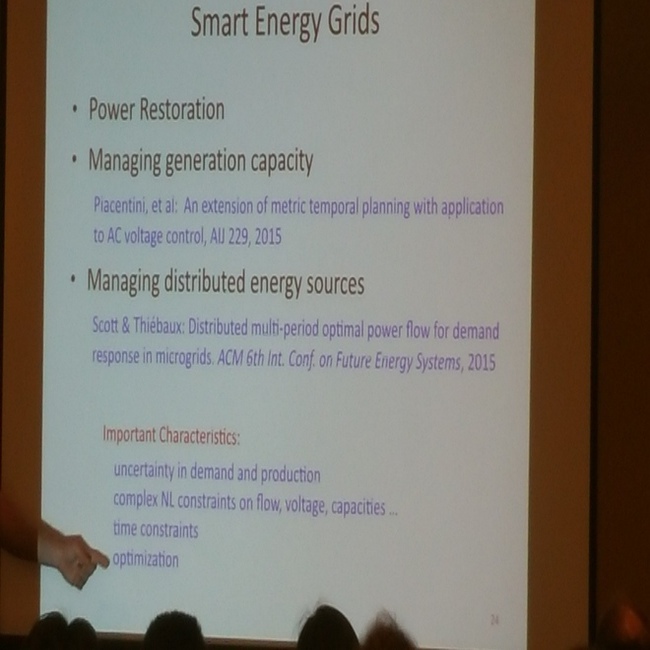 Smart Energy Grids
• Power Restoration
• Managing generation capacity
Piacentini, et al: An extension of metric temporal planning with application
to AC voltage control, AIJ 229, 2015
• Managing distributed energy sources
Scott & Thiébaux: Distributed multi-period optimal power flow for demand
response in microgrids. ACM 6th Int. Conf. on Future Energy Systems, 2015
Important Characteristics:
uncertainty in demand and production
complex NL constraints on flow, voltage, capacities ...
time constraints
optimization
24